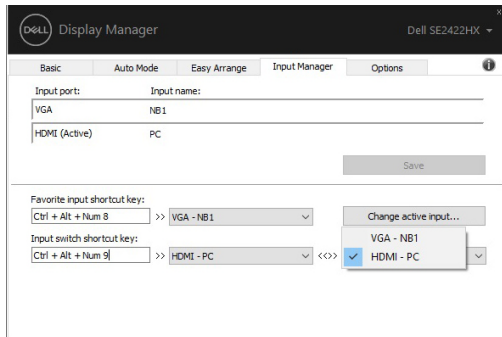 DELL Display Manager Dell SE2422HX
Basic Auto Mode Easy Arrange Input Manager Options
Input port: Input name:
VGA NB1
HDMI (Active) PC
Save
Favorite input shortcut key:
Ctrl + Alt + Num 8 >> VGA - NB1 Change active input...
Input switch shortcut key:
VGA - NB1
Ctrl + Alt + Num 9 >> HDMI - PC <<>> HDMI - PC